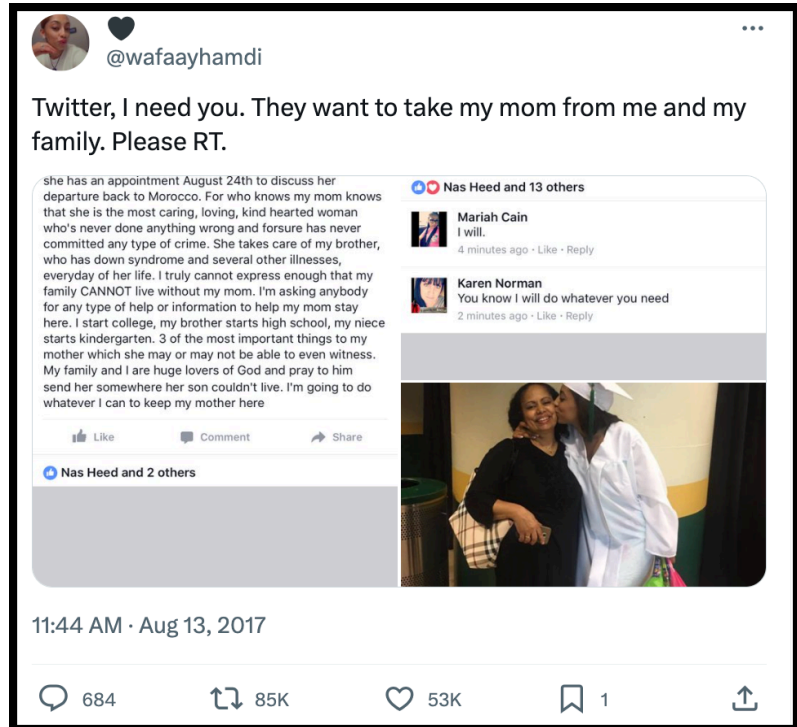 @wafaayhamdi
Twitter, I need you. They want to take my mom from me and my
family. Please RT.
she has an appointment August 24th to discuss her
departure back to Morocco. For who knows my mom knows
that she is the most caring, loving, kind hearted woman
who's never done anything wrong and forsure has never
committed any type of crime. She takes care of my brother,
who has down syndrome and several other illnesses,
everyday of her life. I truly cannot express enough that my
family CANNOT live without my mom. I'm asking anybody
for any type of help or information to help my mom stay
here. I start college, my brother starts high school, my niece
starts kindergarten. 3 of the most important things to my
mother which she may or may not be able to even witness.
My family and I are huge lovers of God and pray to him
send her somewhere her son couldn't live. I'm going to do
whatever I can to keep my mother here
Like Comment Share
Nas Heed and 2 others
Nas Heed and 13 others
Mariah Cain
I will.
4 minutes ago · Like · Reply
Karen Norman
You know I will do whatever you need
2 minutes ago · Like · Reply
11:44 AM · Aug 13, 2017
684 85K 53K 1